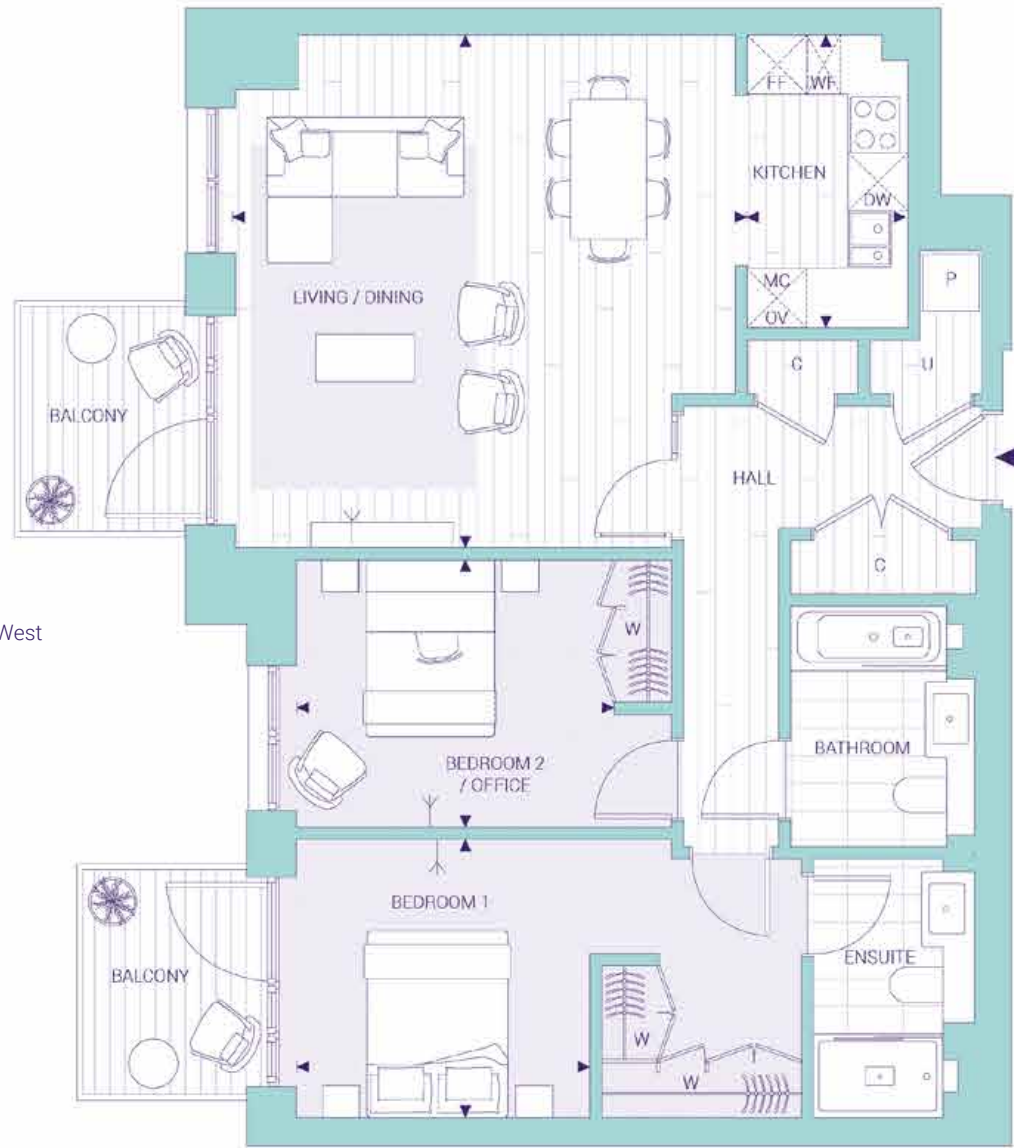 FF WF
KITCHEN
DW
MC
OV
P
LIVING / DINING
C
U
BALCONY
HALL
C
West
W
BATHROOM
BEDROOM 2
/ OFFICE
BEDROOM 1
ENSUITE
BALCONY
W
W